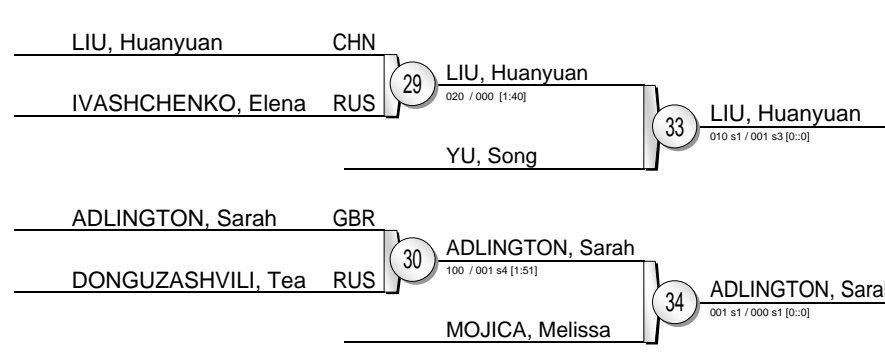 LIU, Huanyuan CHN
IVASHCHENKO, Elena RUS
29
LIU, Huanyuan
020 / 000 [1:40]
YU, Song
33
LIU, Huanyuan
010 s1 / 001 s3 [0::0]
ADLINGTON, Sarah GBR
DONGUZASHVILI, Tea RUS
30
ADLINGTON, Sarah
100 / 001 s4 [1:51]
MOJICA, Melissa
34
ADLINGTON, Sarah
001 s1 / 000 s1 [0::0]